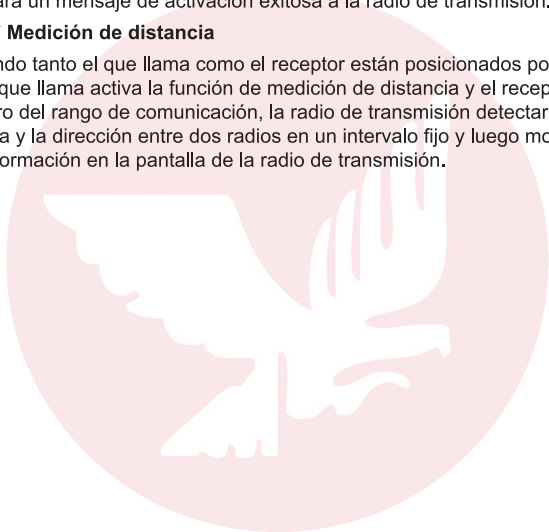 ará un mensaje de activación exitosa a la radio de transmisión.
Medición de distancia
ndo tanto el que llama como el receptor están posicionados po
que llama activa la función de medición de distancia y el recep
ro del rango de comunicación, la radio de transmisión detectar
a y la dirección entre dos radios en un intervalo fijo y luego mo
formación en la pantalla de la radio de transmisión.